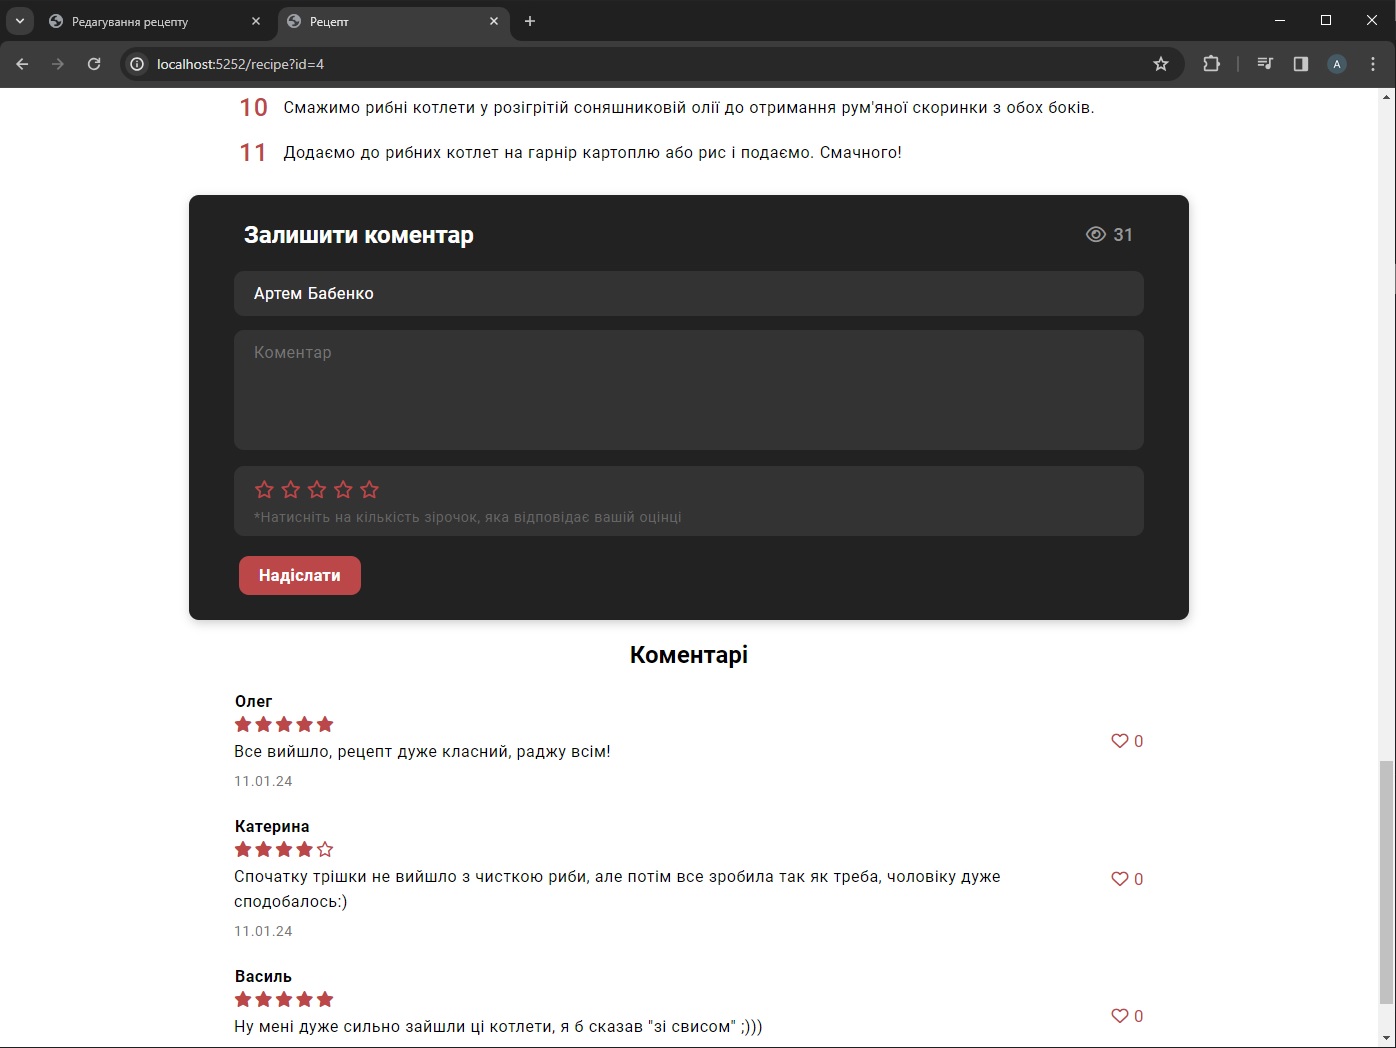 Редагування рецепту
Рецепт
localhost:5252/recipe?id=4
A
10 Смажимо рибні котлети у розігрітій соняшниковій олії до отримання рум'яної скоринки з обох боків.
11 Додаємо до рибних котлет на гарнір картоплю або рис і подаємо. Смачного!
Залишити коментар
31
Артем Бабенко
Коментар
*Натисніть на кількість зірочок, яка відповідає вашій оцінці
Надіслати
Коментарі
Олег
Все вийшло, рецепт дуже класний, раджу всім!
0
11.01.24
Катерина
Спочатку трішки не вийшло з чисткою риби, але потім все зробила так як треба, чоловіку дуже
сподобалось:)
0
11.01.24
Василь
Ну мені дуже сильно зайшли ці котлети, я б сказав "зі свисом" ;)))
0